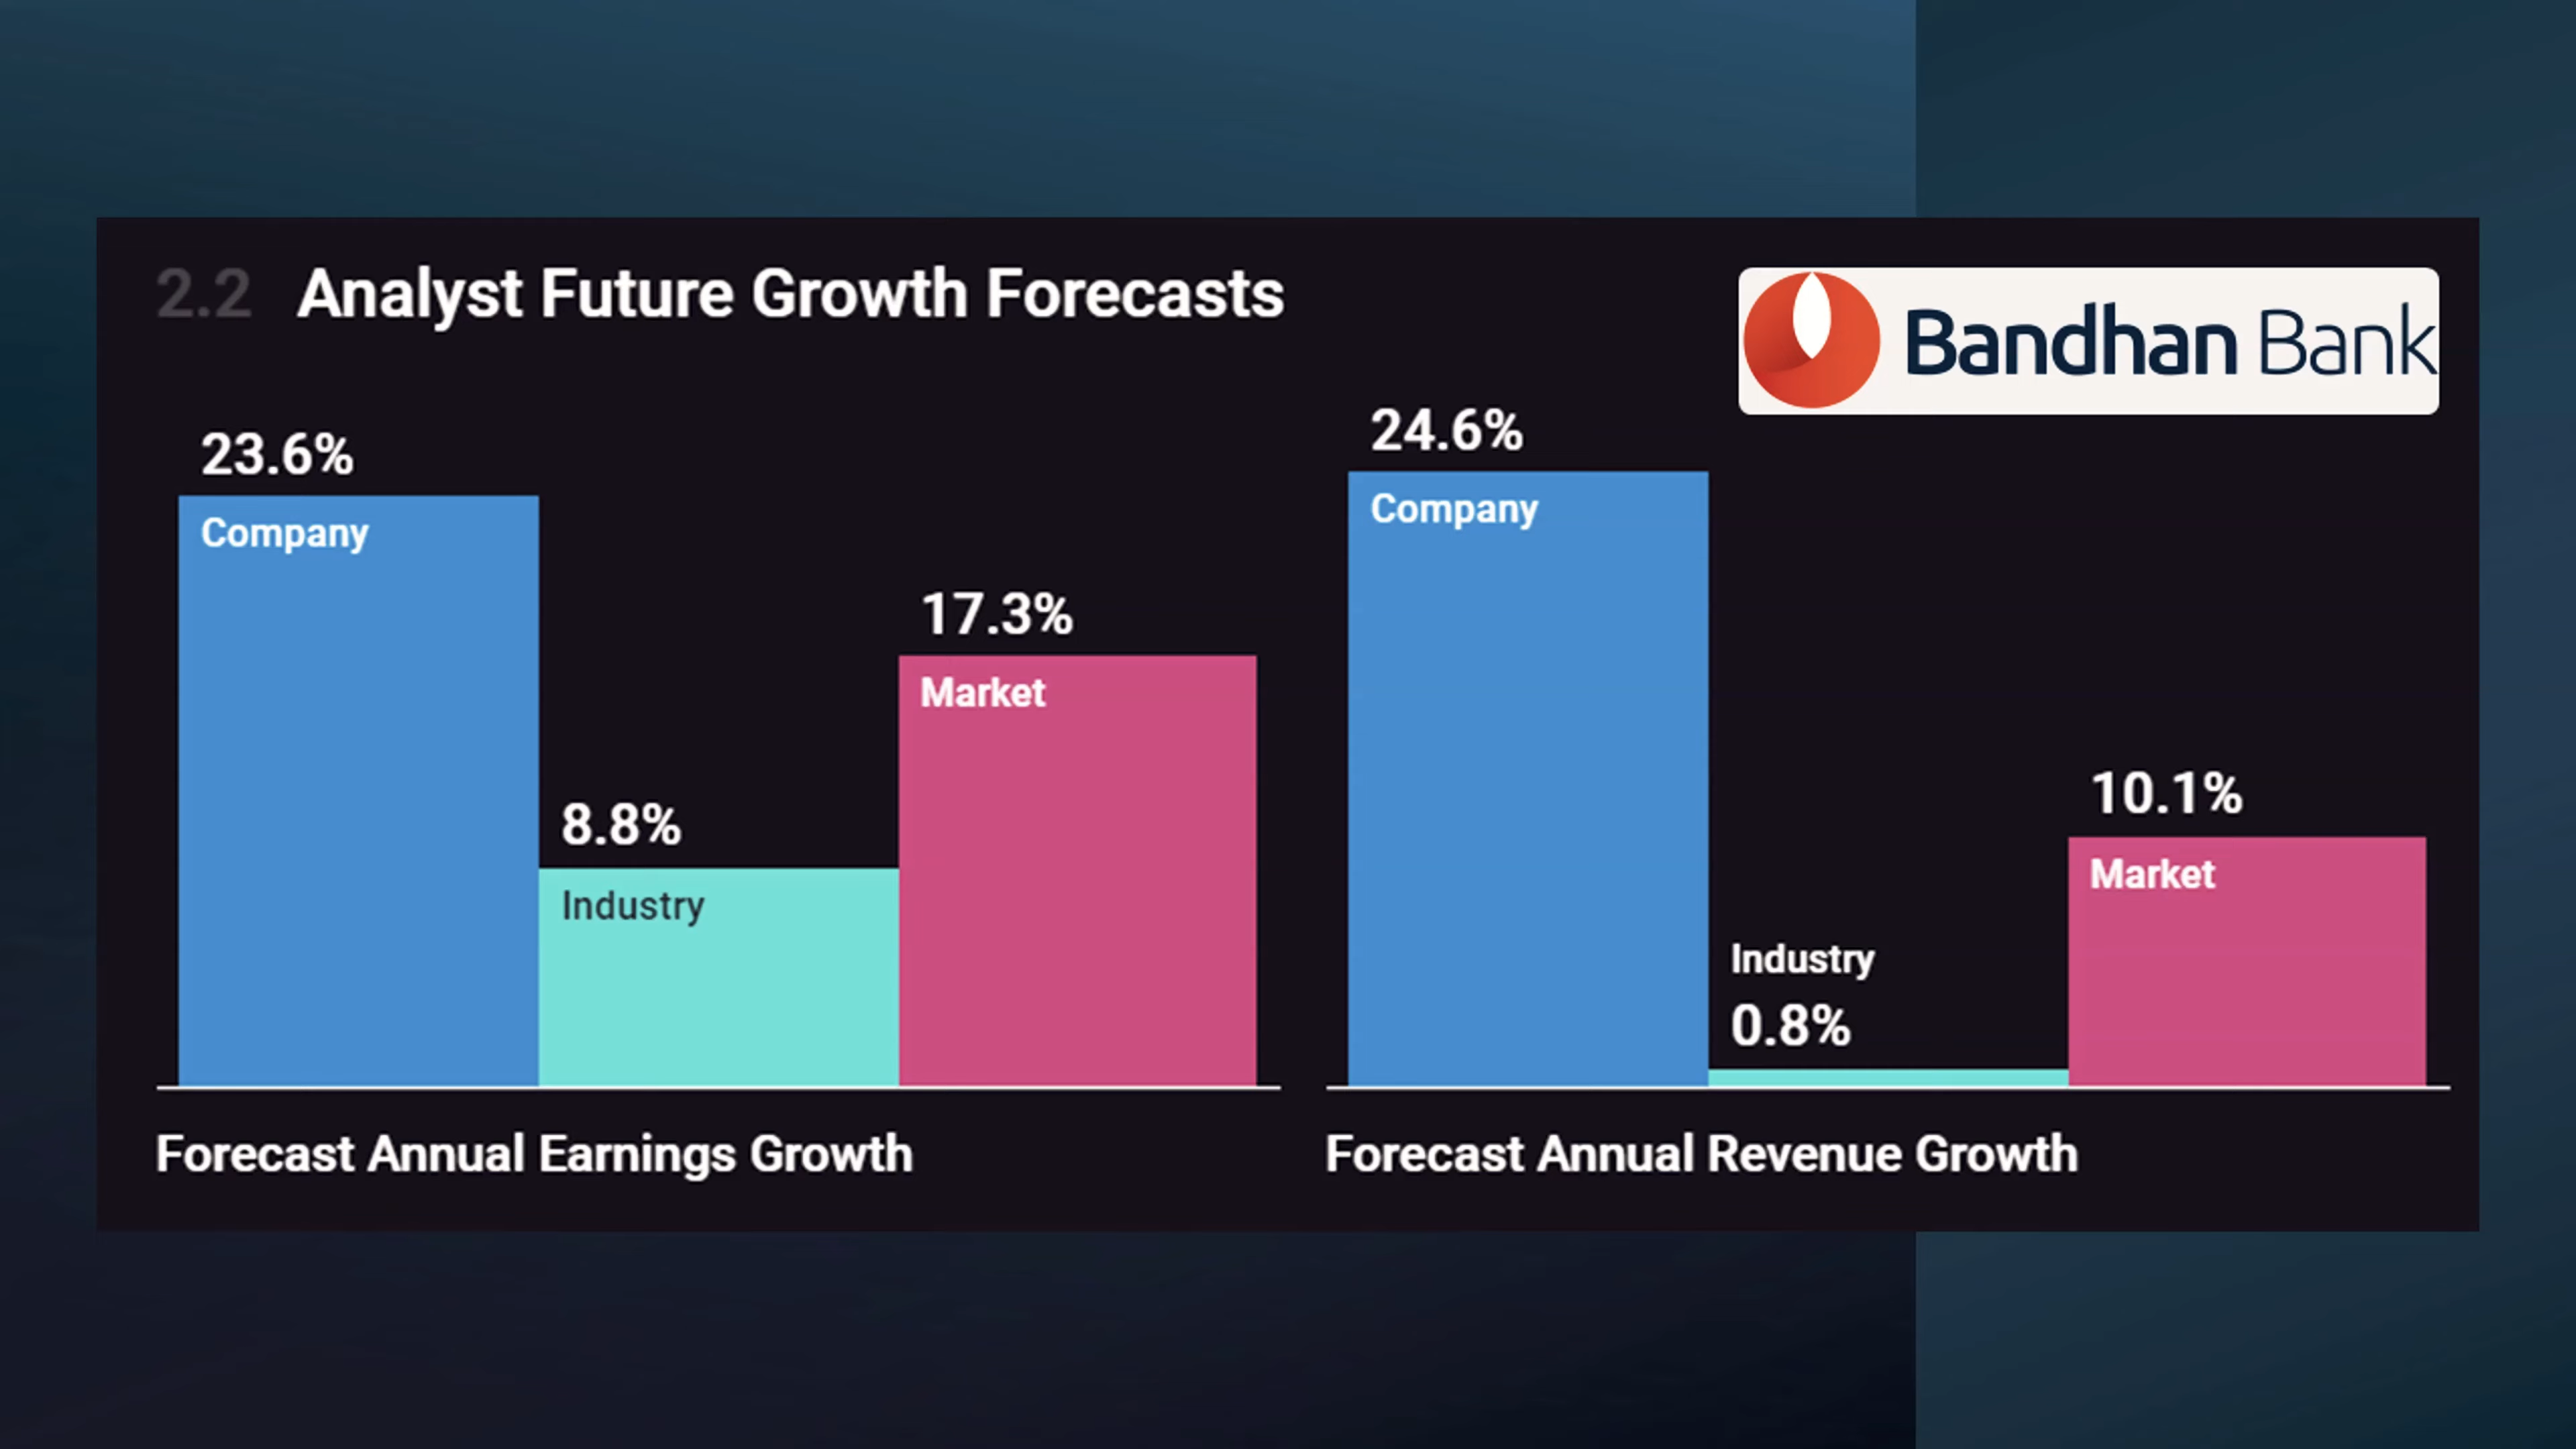 2.2 Analyst Future Growth Forecasts
Bandhan Bank
23.6%
Company
8.8%
Industry
17.3%
Market
Forecast Annual Earnings Growth
24.6%
Company
Industry
0.8%
10.1%
Market
Forecast Annual Revenue Growth